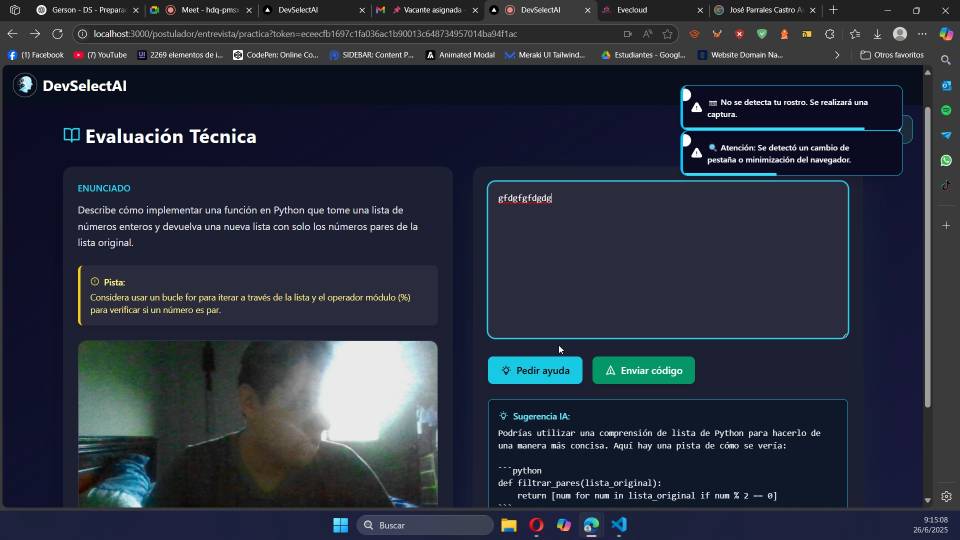 Gerson - DS - Prepara
Meet - hdq-pmsx
DevSelectAI
Vacante asignada -
DevSelectAI
Evecloud
José Parrales Castro A
localhost:3000/postulador/entrevista/practica?token=eceecfb1697c1fa036ac1b90013c648734957014ba94f1ac
(1) Facebook
(7) YouTube
2269 elementos de i...
CodePen: Online Co...
SIDEBAR: Content P...
Animated Modal
Meraki UI Tailwind...
Estudiantes - Googl...
Website Domain Na...
Otros favoritos
DevSelectAI
No se detecta tu rostro. Se realizará una
captura.
Atención: Se detectó un cambio de
pestaña o minimización del navegador.
Evaluación Técnica
ENUNCIADO
Describe cómo implementar una función en Python que tome una lista de
números enteros y devuelva una nueva lista con solo los números pares de la
lista original.
Pista:
Considera usar un bucle for para iterar a través de la lista y el operador módulo (%)
para verificar si un número es par.
gfdgfgfdgdg
Pedir ayuda
Enviar código
Sugerencia IA:
Podrías utilizar una comprensión de lista de Python para hacerlo de
una manera más concisa. Aquí hay una pista de cómo se vería:
```python
def filtrar_pares(lista_original):
return [num for num in lista_original if num % 2 == 0]
```
Buscar
9:15:08
26/6/2025